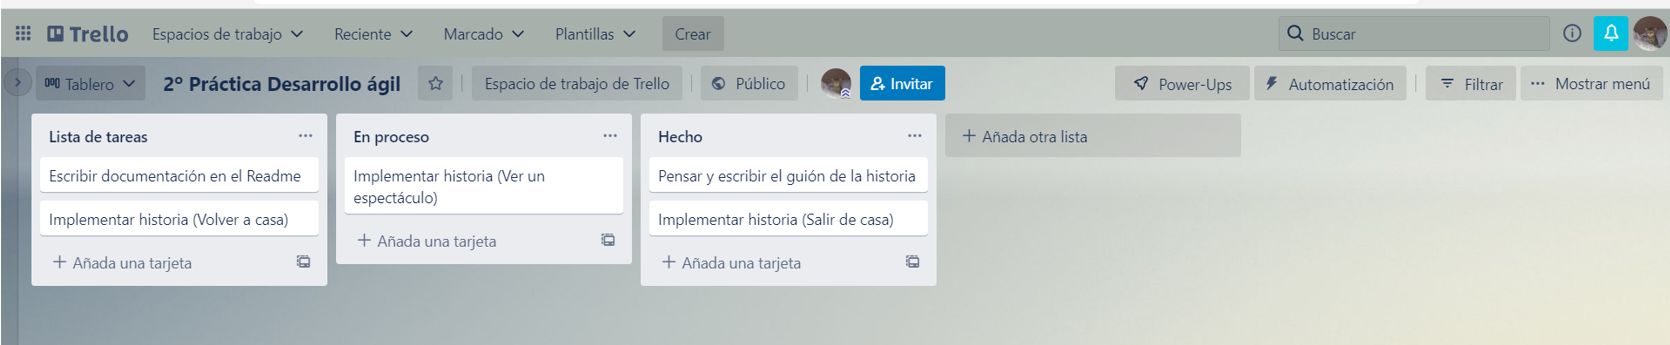 Trello Espacios de trabajo Reciente Marcado Plantillas Crear Buscar
Tablero 2º Práctica Desarrollo ágil Espacio de trabajo de Trello Público Invitar Power-Ups Automatización Filtrar Mostrar menú
Lista de tareas
Escribir documentación en el Readme
Implementar historia (Volver a casa)
Añada una tarjeta
En proceso
Implementar historia (Ver un
espectáculo)
Añada una tarjeta
Hecho
Pensar y escribir el guión de la historia
Implementar historia (Salir de casa)
Añada una tarjeta
Añada otra lista